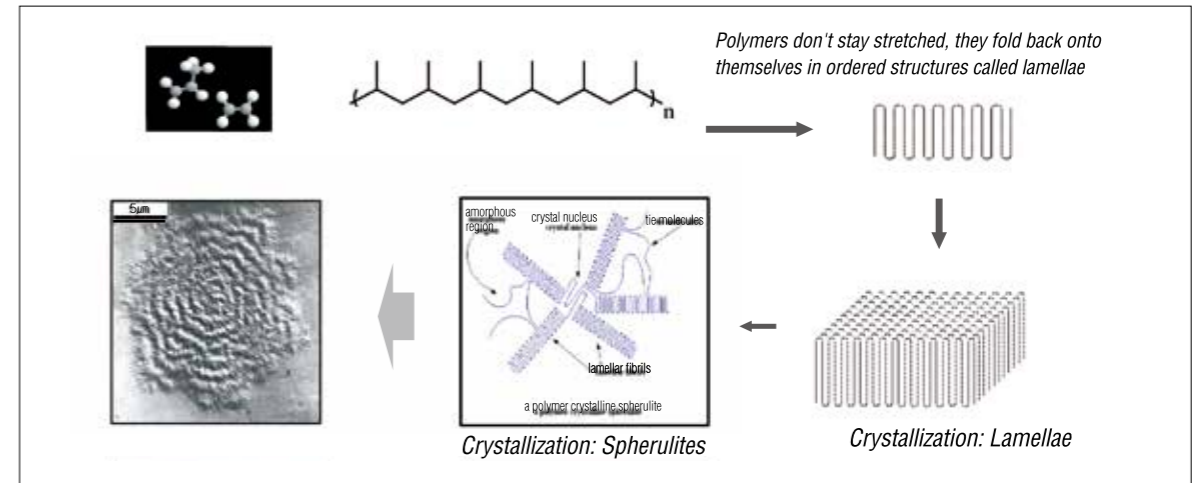 Polymers don't stay stretched, they fold back onto
themselves in ordered structures called lamellae
n
5µm
amorphous
region
crystal nucleus
tie molecules
lamellar fibrils
a polymer crystalline spherulite
Crystallization: Spherulites
Crystallization: Lamellae